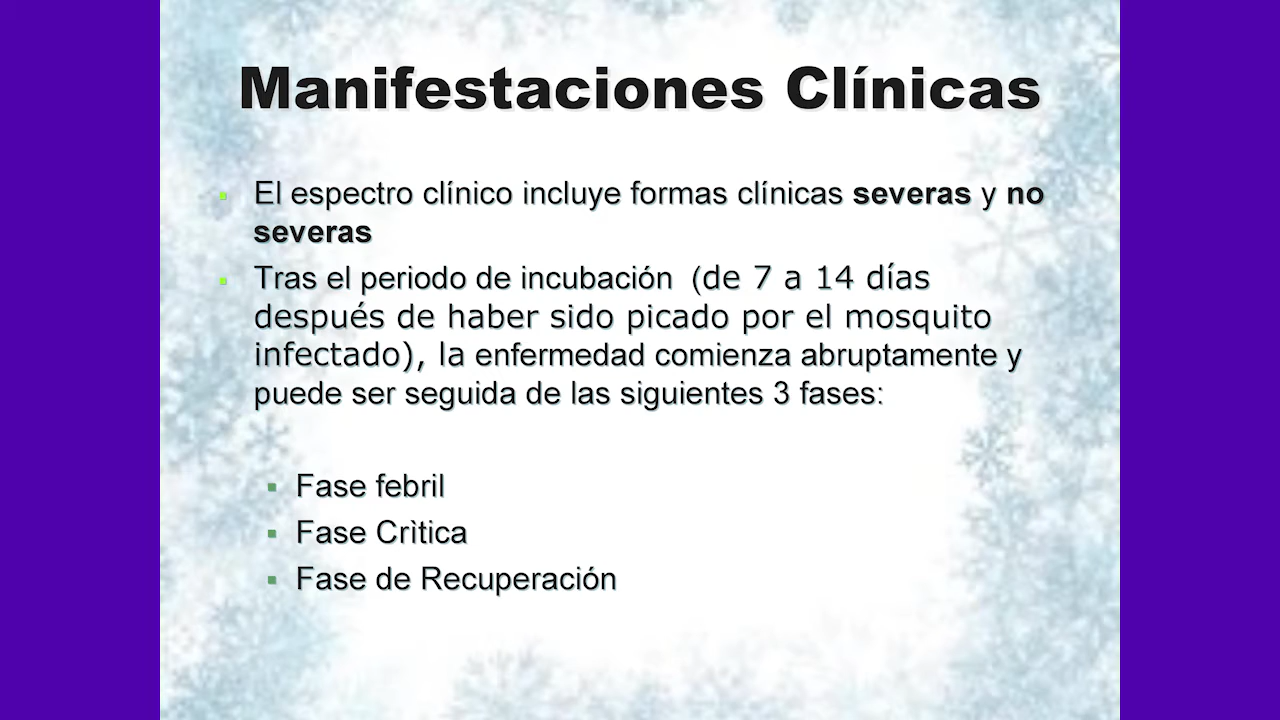 Manifestaciones Clínicas
El espectro clínico incluye formas clínicas severas y no
severas
Tras el periodo de incubación (de 7 a 14 días
después de haber sido picado por el mosquito
infectado), la enfermedad comienza abruptamente y
puede ser seguida de las siguientes 3 fases:
Fase febril
Fase Crìtica
Fase de Recuperación